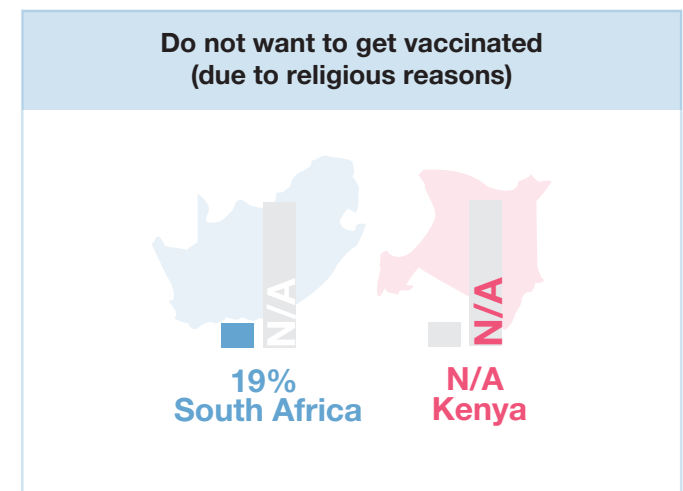 Do not want to get vaccinated
(due to religious reasons)
N/A
N/A
19%
South Africa
N/A
Kenya